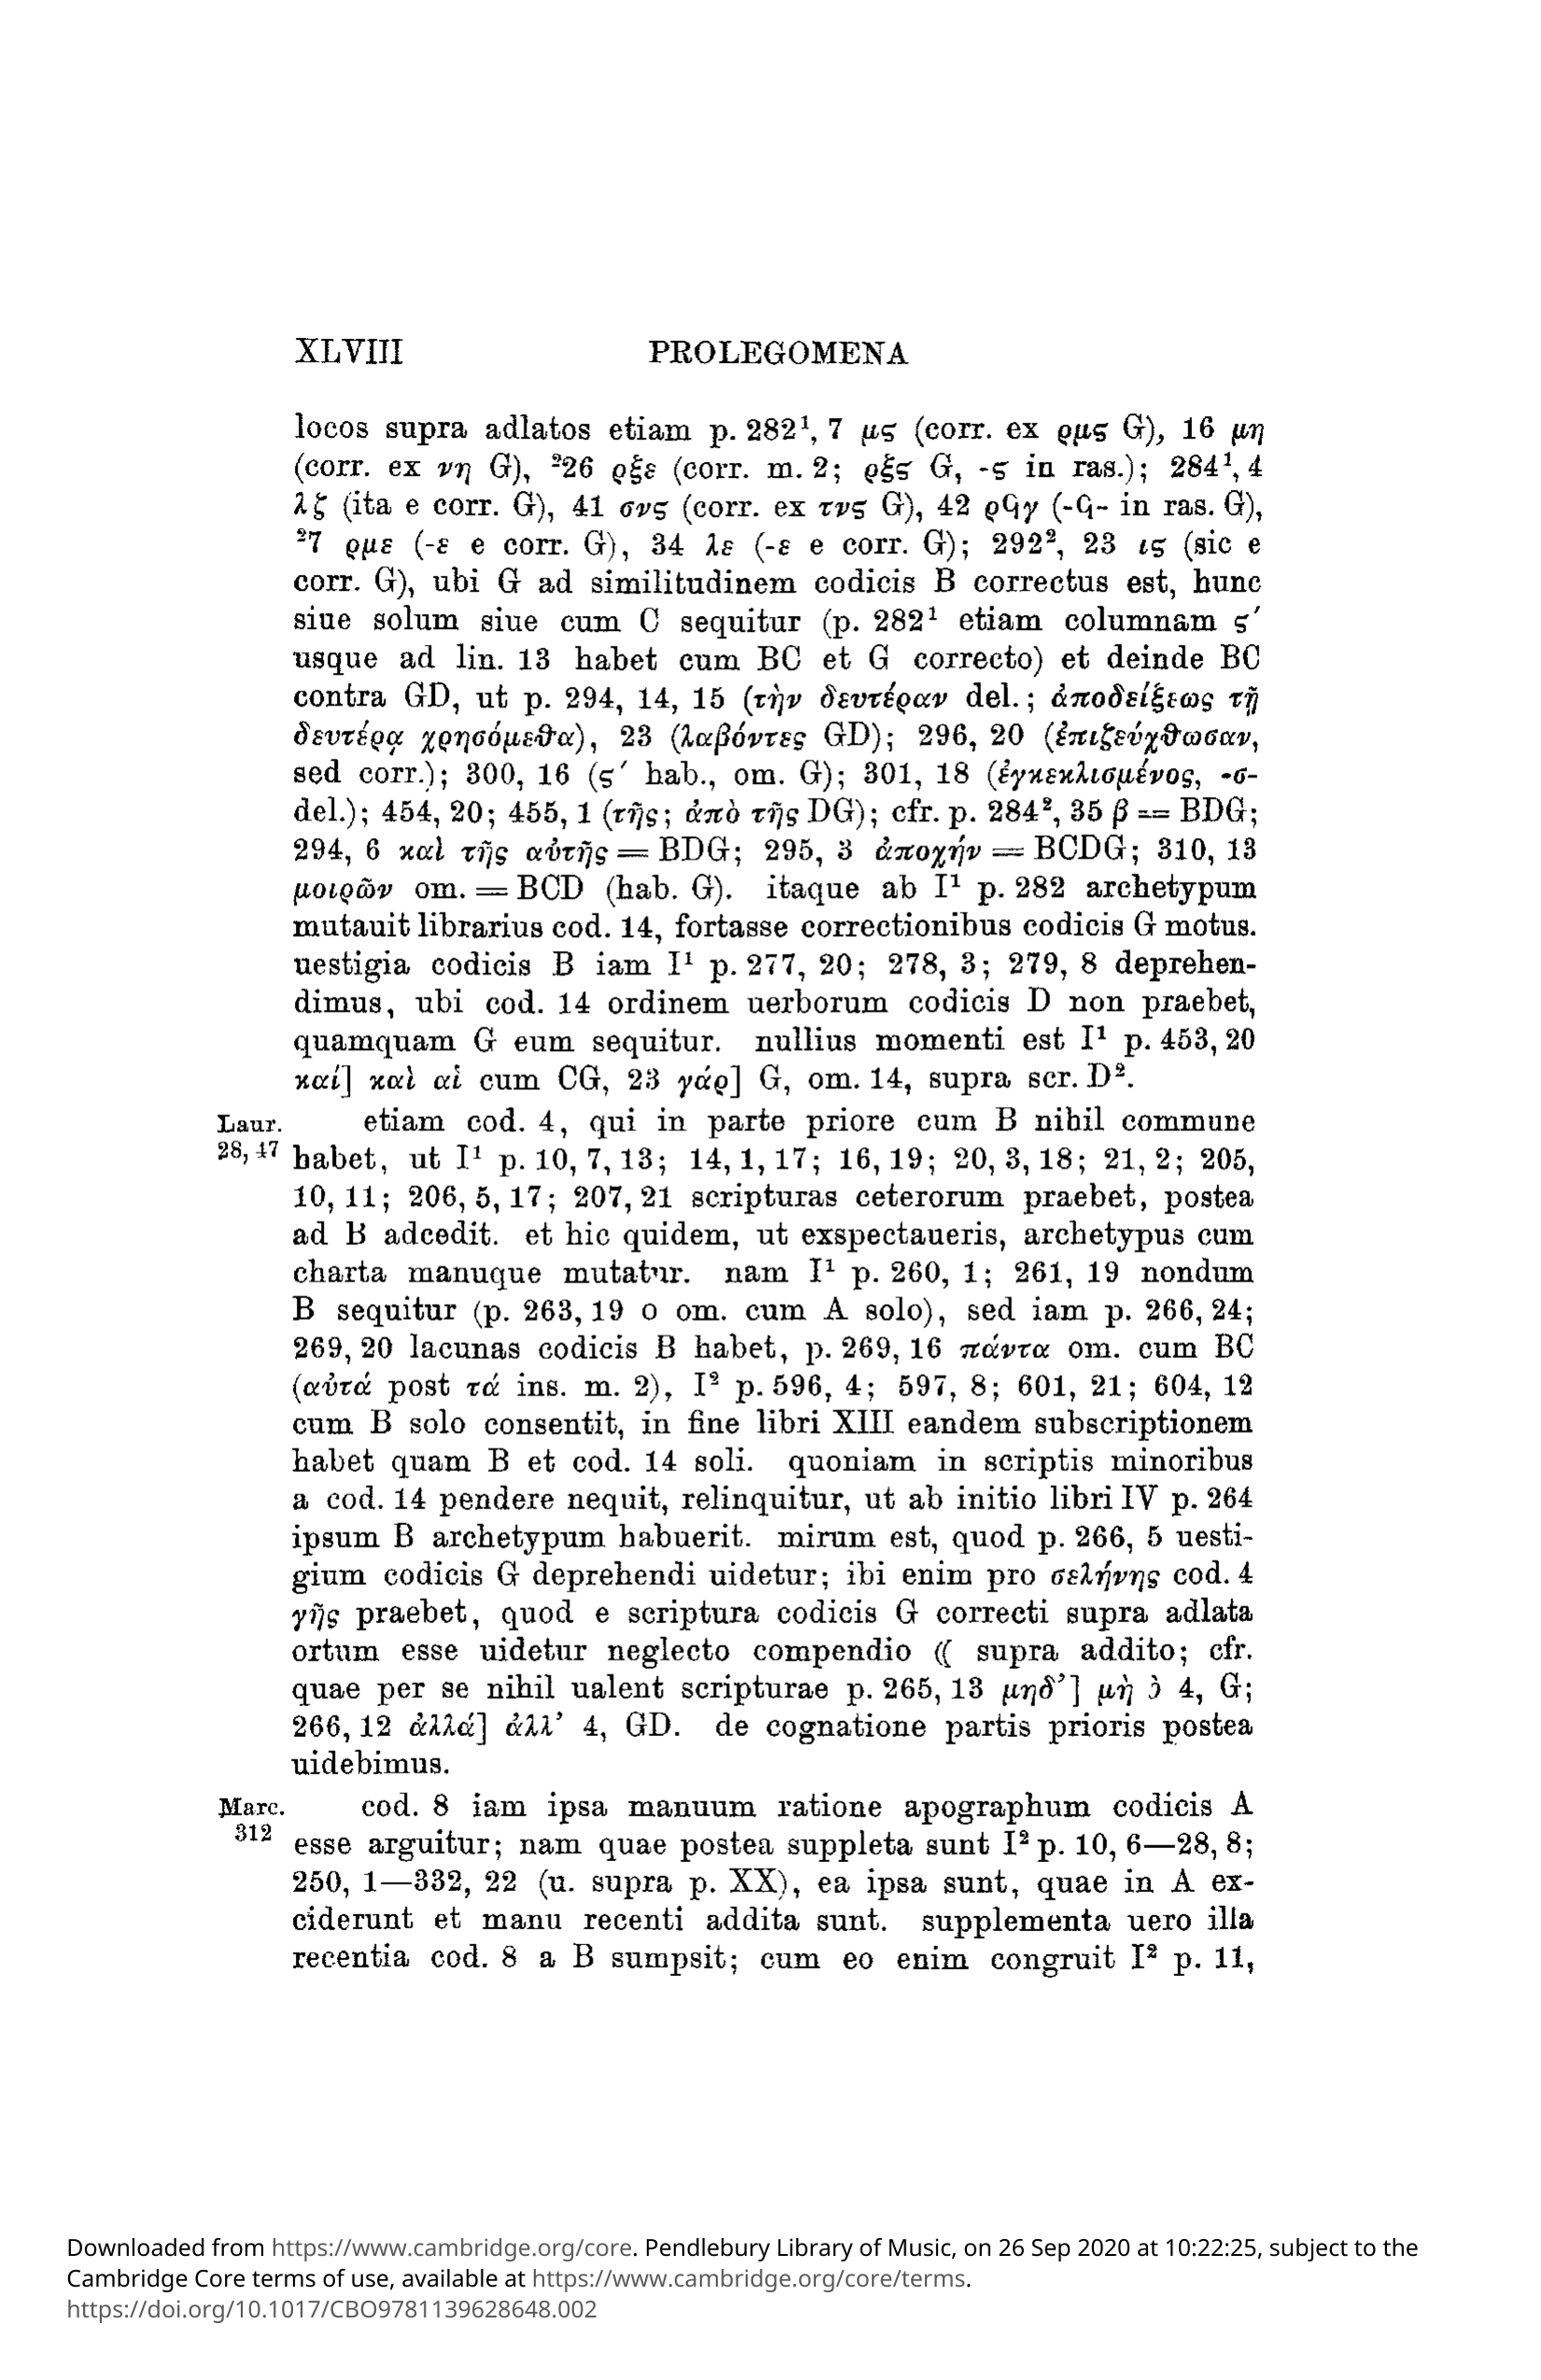 XLVIII PROLEGOMENA
locos supra adlatos etiam p. 282¹, 7 μς (corr. ex ρμς G), 16 μη
(corr. ex νη G), ²26 ρξε (corr. m. 2; ρξς G, -ς in ras.); 284¹, 4
λζ (ita e corr. G), 41 σνς (corr. ex τνς G), 42 ρϥγ (-ϥ- in ras. G),
²7 ρμε (-ε e corr. G), 34 λε (-ε e corr. G); 292², 23 ις (sic e
corr. G), ubi G ad similitudinem codicis B correctus est, hunc
siue solum siue cum C sequitur (p. 282¹ etiam columnam ς′
usque ad lin. 13 habet cum BC et G correcto) et deinde BC
contra GD, ut p. 294, 14, 15 (τὴν δευτέραν del.; ἀποδείξεως τῇ
δευτέρᾳ χρησόμεθα), 23 (λαβόντες GD); 296, 20 (ἐπιζεύχθωσαν,
sed corr.); 300, 16 (ς′ hab., om. G); 301, 18 (ἐγκεκλισμένος, -σ-
del.); 454, 20; 455, 1 (τῆς; ἀπὸ τῆς DG); cfr. p. 284², 35 β = BDG;
294, 6 καὶ τῆς αὐτῆς = BDG; 295, 3 ἀποχήν = BCDG; 310, 13
μοιρῶν om. = BCD (hab. G). itaque ab I¹ p. 282 archetypum
mutauit librarius cod. 14, fortasse correctionibus codicis G motus.
uestigia codicis B iam I¹ p. 277, 20; 278, 3; 279, 8 deprehen-
dimus, ubi cod. 14 ordinem uerborum codicis D non praebet,
quamquam G eum sequitur. nullius momenti est I¹ p. 453, 20
καί] καὶ αἱ cum CG, 23 γάρ] G, om. 14, supra scr. D².
Laur. etiam cod. 4, qui in parte priore cum B nihil commune
28, 47 habet, ut I¹ p. 10, 7, 13; 14, 1, 17; 16, 19; 20, 3, 18; 21, 2; 205,
10, 11; 206, 5, 17; 207, 21 scripturas ceterorum praebet, postea
ad B adcedit. et hic quidem, ut exspectaueris, archetypus cum
charta manuque mutatur. nam I¹ p. 260, 1; 261, 19 nondum
B sequitur (p. 263, 19 o om. cum A solo), sed iam p. 266, 24;
269, 20 lacunas codicis B habet, p. 269, 16 πάντα om. cum BC
(αὐτά post τά ins. m. 2), I² p. 596, 4; 597, 8; 601, 21; 604, 12
cum B solo consentit, in fine libri XIII eandem subscriptionem
habet quam B et cod. 14 soli. quoniam in scriptis minoribus
a cod. 14 pendere nequit, relinquitur, ut ab initio libri IV p. 264
ipsum B archetypum habuerit. mirum est, quod p. 266, 5 uesti-
gium codicis G deprehendi uidetur; ibi enim pro σελήνης cod. 4
γῆς praebet, quod e scriptura codicis G correcti supra adlata
ortum esse uidetur neglecto compendio ☾ supra addito; cfr.
quae per se nihil ualent scripturae p. 265, 13 μηδ’] μὴ δ 4, G;
266, 12 ἀλλά] ἀλλ’ 4, GD. de cognatione partis prioris postea
uidebimus.
Marc. cod. 8 iam ipsa manuum ratione apographum codicis A
312 esse arguitur; nam quae postea suppleta sunt I² p. 10, 6—28, 8;
250, 1—332, 22 (u. supra p. XX), ea ipsa sunt, quae in A ex-
ciderunt et manu recenti addita sunt. supplementa uero illa
recentia cod. 8 a B sumpsit; cum eo enim congruit I² p. 11,
Downloaded from https://www.cambridge.org/core. Pendlebury Library of Music, on 26 Sep 2020 at 10:22:25, subject to the
Cambridge Core terms of use, available at https://www.cambridge.org/core/terms.
https://doi.org/10.1017/CBO9781139628648.002